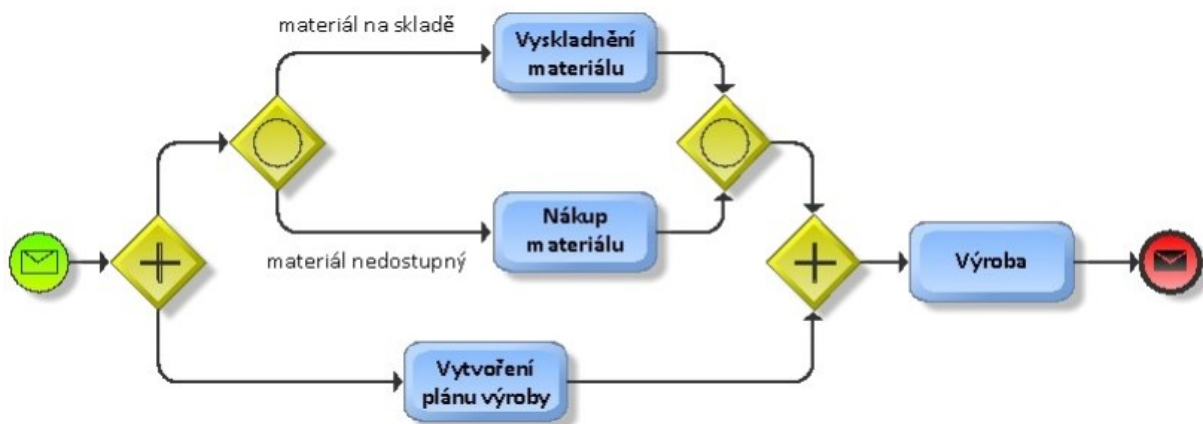 materiál na skladě
Vyskladnění
materiálu
Nákup
materiálu
materiál nedostupný
Výroba
Vytvoření
plánu výroby